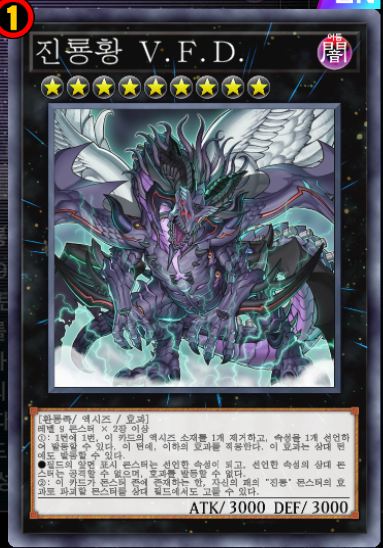 1
EN
진룡황 V.F.D.
어둠
闇
[환룡족/ 엑시즈 / 효과]
레벨 9 몬스터 × 2장 이상
①: 1턴에 1번, 이 카드의 엑시즈 소재를 1개 제거하고, 속성을 1개 선언하
여 발동할 수 있다. 이 턴에, 이하의 효과를 적용한다. 이 효과는 상대 턴
에도 발동할 수 있다.
●필드의 앞면 표시 몬스터는 선언한 속성이 되고, 선언한 속성의 상대 몬
스터는 공격할 수 없으며, 효과를 발동할 수 없다.
②: 이 카드가 몬스터 존에 존재하는 한, 자신의 패의 "진룡" 몬스터의 효
과로 파괴할 몬스터를 상대 필드에서도 고를 수 있다.
ATK/ 3000 DEF/ 3000